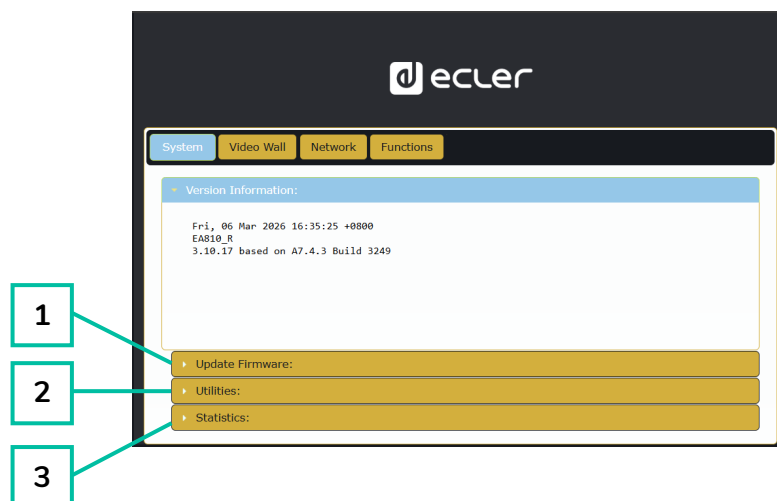 ecler
System Video Wall Network Functions
Version Information:
Fri, 06 Mar 2026 16:35:25 +0800
EA810_R
3.10.17 based on A7.4.3 Build 3249
1
Update Firmware:
2
Utilities:
Statistics:
3